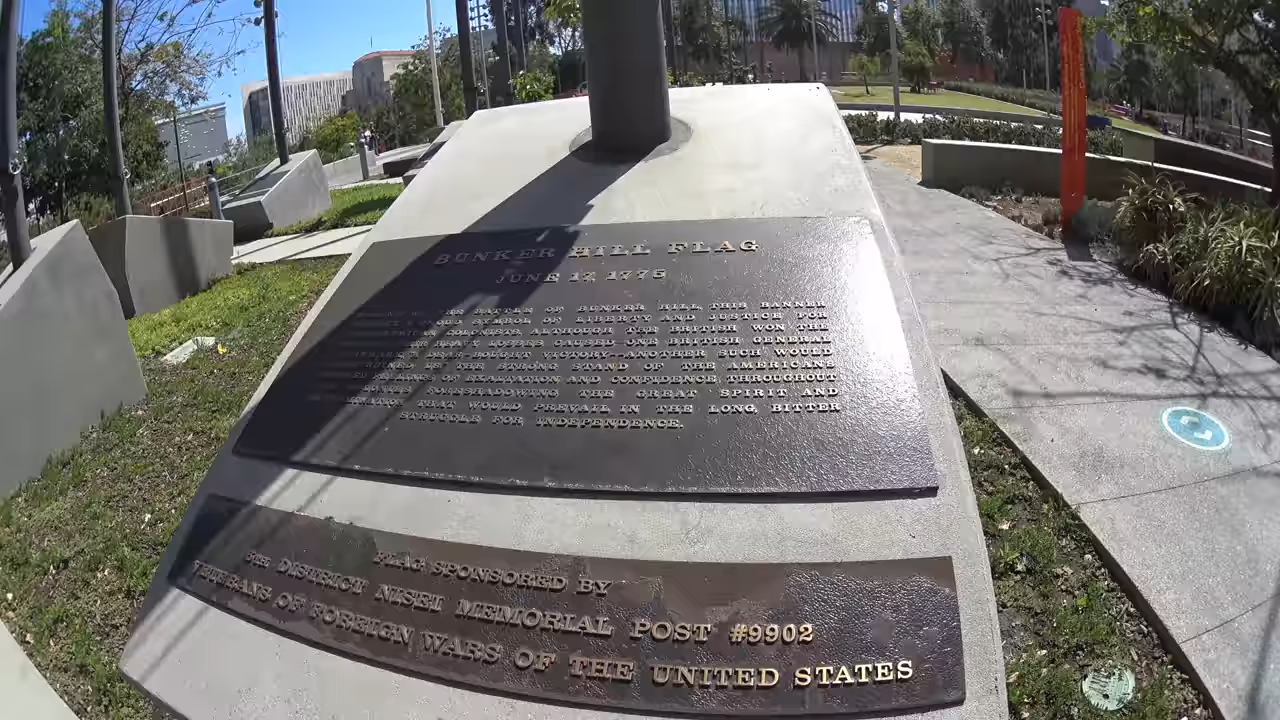 BUNKER HILL FLAG
JUNE 17, 1775
BATTLE OF BUNKER HILL THIS BANNER
SYMBOL OF LIBERTY AND JUSTICE FOR
COLONISTS. ALTHOUGH THE BRITISH WON THE
HEAVY LOSSES CAUSED ONE BRITISH GENERAL
A DEAR-BOUGHT VICTORY--ANOTHER SUCH WOULD
BY THE STRONG STAND OF THE AMERICANS
OF EXALTATION AND CONFIDENCE THROUGHOUT
FORESHADOWING THE GREAT SPIRIT AND
THAT WOULD PREVAIL IN THE LONG, BITTER
STRUGGLE FOR INDEPENDENCE.
FLAG SPONSORED BY
5TH DISTRICT NISEI MEMORIAL POST #9902
VETERANS OF FOREIGN WARS OF THE UNITED STATES